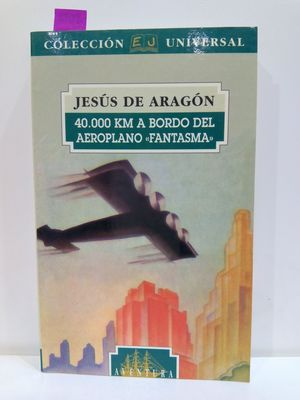 COLECCIÓN EJ UNIVERSAL
JESÚS DE ARAGÓN
40.000 KM A BORDO DEL
AEROPLANO «FANTASMA»
AVENTURA